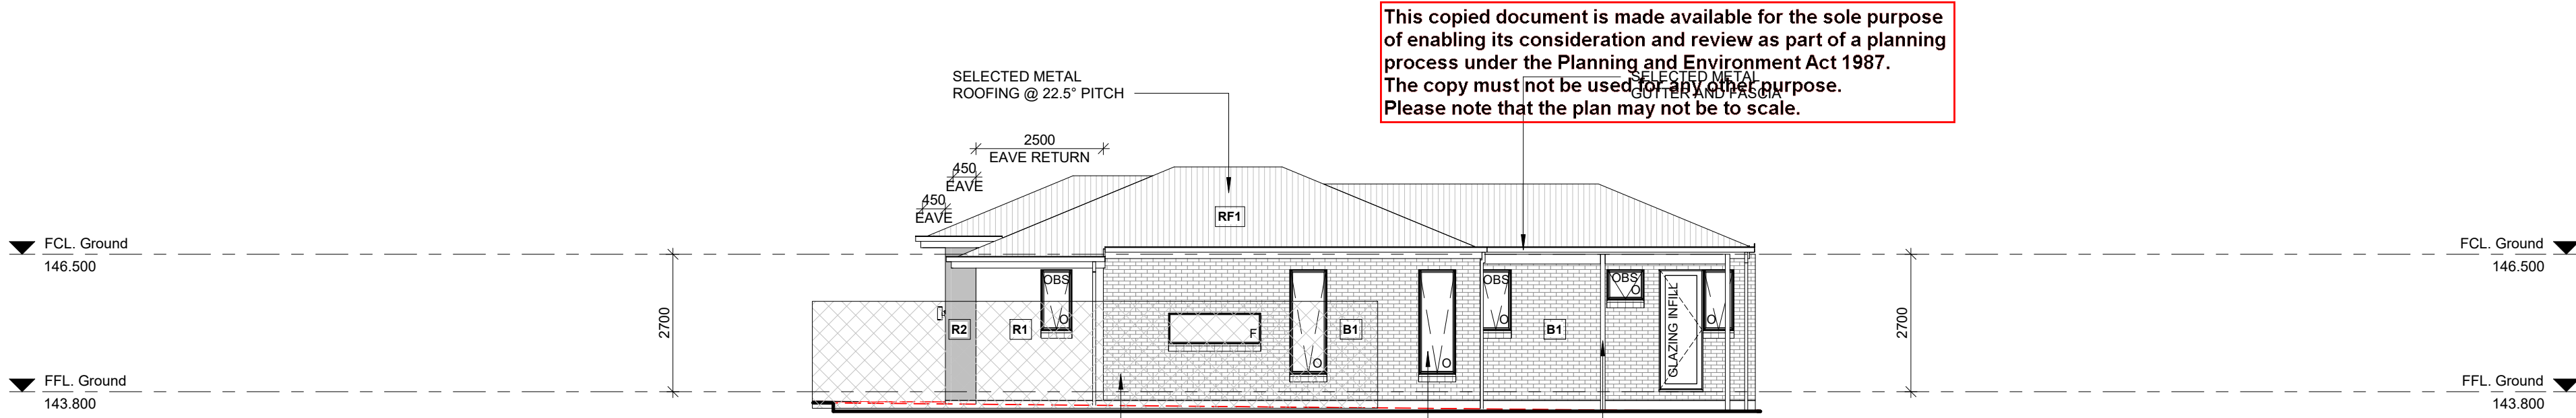 This copied document is made available for the sole purpose
of enabling its consideration and review as part of a planning
process under the Planning and Environment Act 1987.
The copy must not be used for any other purpose.
Please note that the plan may not be to scale.
SELECTED METAL
ROOFING @ 22.5° PITCH
SELECTED METAL
GUTTER AND FASCIA
2500
EAVE RETURN
450
EAVE
450
EAVE
RF1
FCL. Ground
146.500
FCL. Ground
146.500
2700
2700
OBS
O
OBS
O
OBS
O
O
R2
R1
F
O
B1
O
B1
GLAZING INFILL
FFL. Ground
143.800
FFL. Ground
143.800